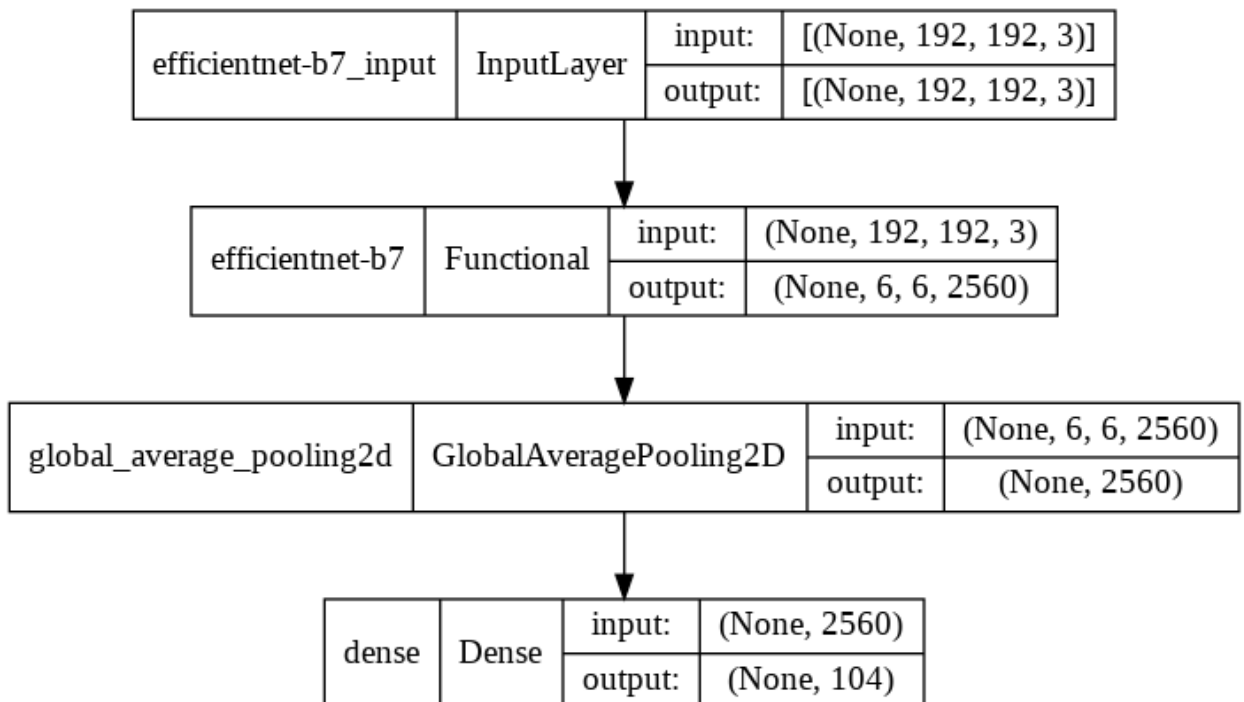 efficientnet-b7_input InputLayer input: [(None, 192, 192, 3)]
output: [(None, 192, 192, 3)]
efficientnet-b7 Functional input: (None, 192, 192, 3)
output: (None, 6, 6, 2560)
global_average_pooling2d GlobalAveragePooling2D input: (None, 6, 6, 2560)
output: (None, 2560)
dense Dense input: (None, 2560)
output: (None, 104)